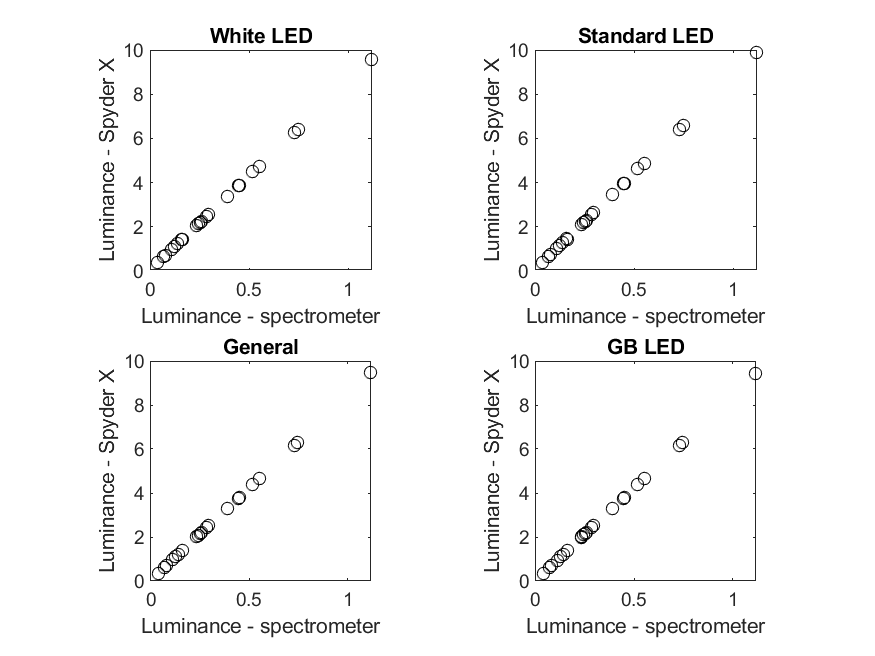 White LED
Luminance - Spyder X
10
8
6
4
2
0
0 0.5 1
Luminance - spectrometer
Standard LED
Luminance - Spyder X
10
8
6
4
2
0
0 0.5 1
Luminance - spectrometer
General
Luminance - Spyder X
10
8
6
4
2
0
0 0.5 1
Luminance - spectrometer
GB LED
Luminance - Spyder X
10
8
6
4
2
0
0 0.5 1
Luminance - spectrometer